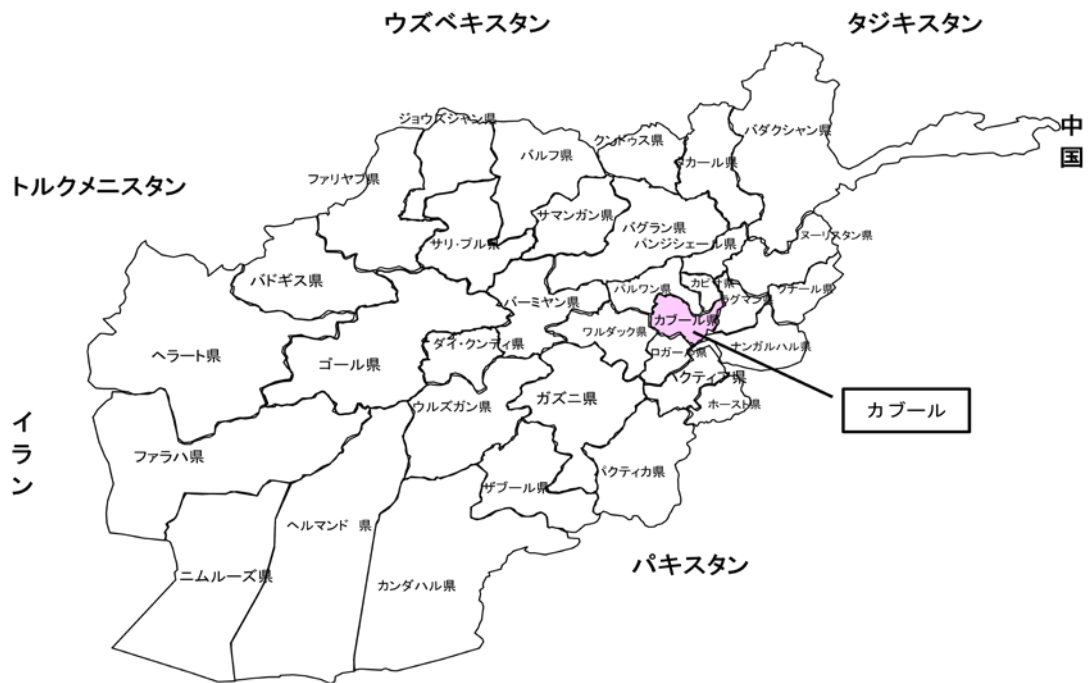 ウズベキスタン
タジキスタン
中国
トルクメニスタン
イラン
パキスタン
ジョウズジャン県
バルフ県
クンドゥス県
タカール県
バダクシャン県
ファリヤブ県
サリ・プル県
サマンガン県
バグラン県
パンジシェール県
ヌーリスタン県
バドギス県
バーミヤン県
パルワン県
カピサ県
ラグマン県
クナール県
カブール県
ワルダック県
ナンガルハル県
ヘラート県
ゴール県
ダイ・クンディ県
ロガール県
パクティア県
ホースト県
ウルズガン県
ガズニ県
カブール
ファラハ県
ザブール県
パクティカ県
ヘルマンド 県
ニムルーズ県
カンダハル県